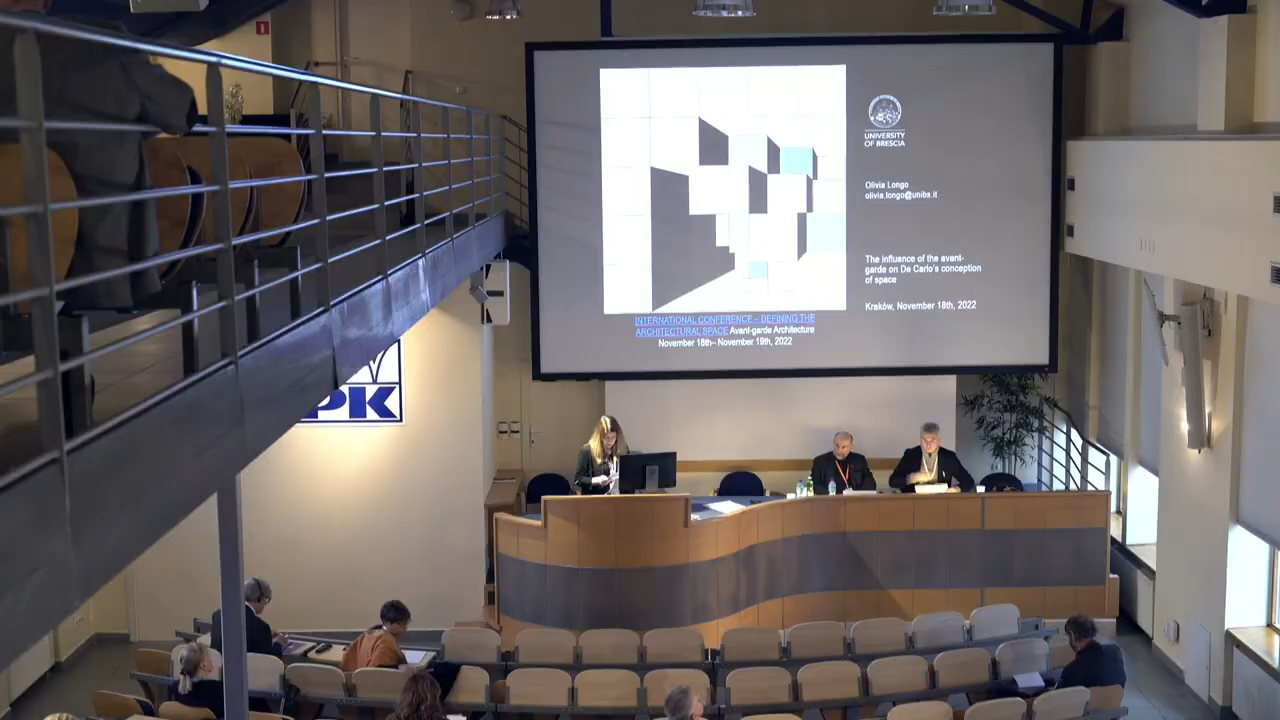 UNIVERSITY
OF BRESCIA
Olivia Longo
olivia.longo@unibs.it
The influence of the avant-
garde on De Carlo's conception
of space
Kraków, November 18th, 2022
INTERNATIONAL CONFERENCE – DEFINING THE
ARCHITECTURAL SPACE Avant-garde Architecture
November 18th– November 19th, 2022
PK